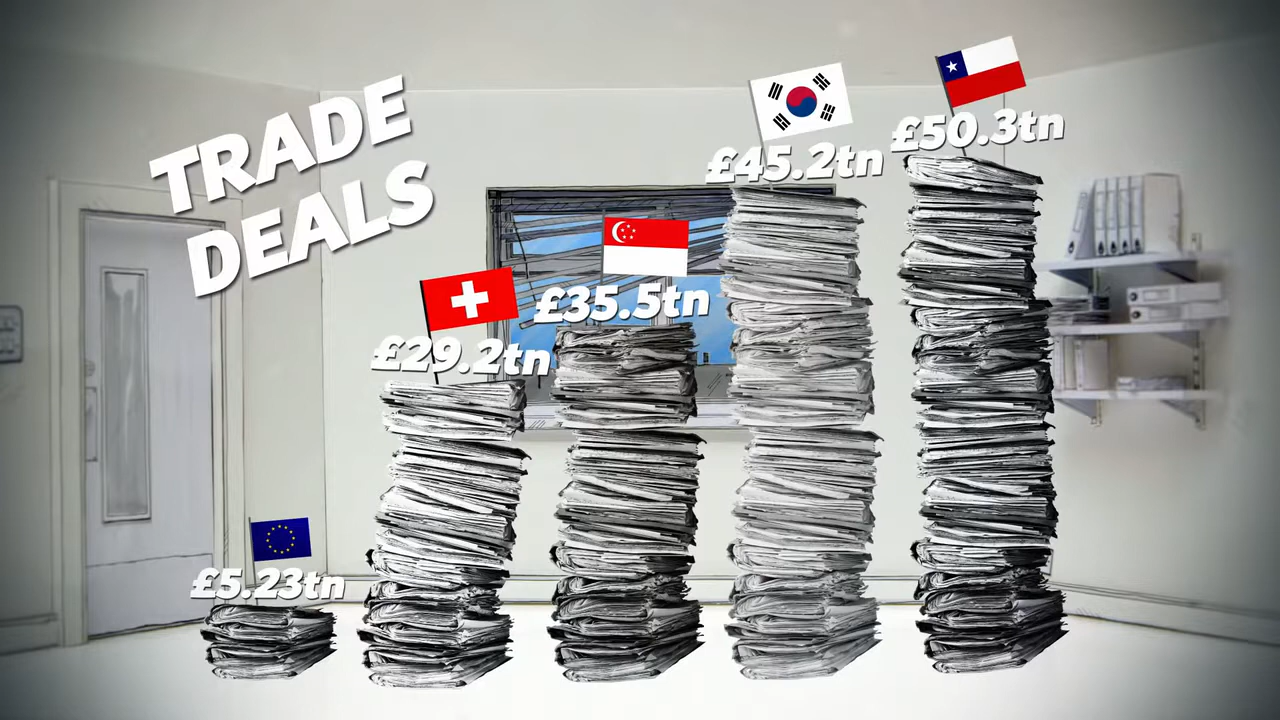 TRADE
DEALS
£5.23tn
£29.2tn
£35.5tn
£45.2tn
£50.3tn